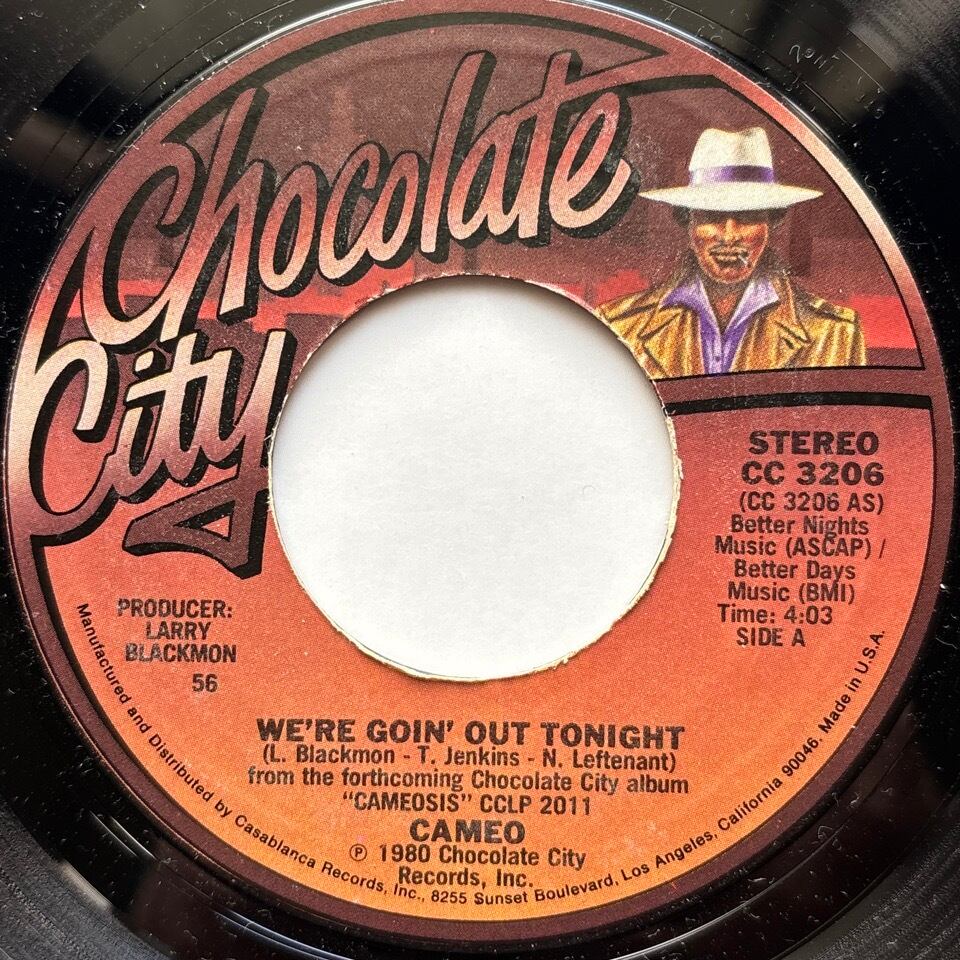 Chocolate
City
STEREO
CC 3206
(CC 3206 AS)
Better Nights
Music (ASCAP) /
Better Days
Music (BMI)
Time: 4:03
SIDE A
PRODUCER:
LARRY
BLACKMON
56
WE'RE GOIN' OUT TONIGHT
(L. Blackmon - T. Jenkins - N. Leftenant)
from the forthcoming Chocolate City album
"CAMEOSIS" CCLP 2011
CAMEO
℗ 1980 Chocolate City
Records, Inc.
Manufactured and Distributed by Casablanca Records, Inc., 8255 Sunset Boulevard, Los Angeles, California 90046. Made in U.S.A.